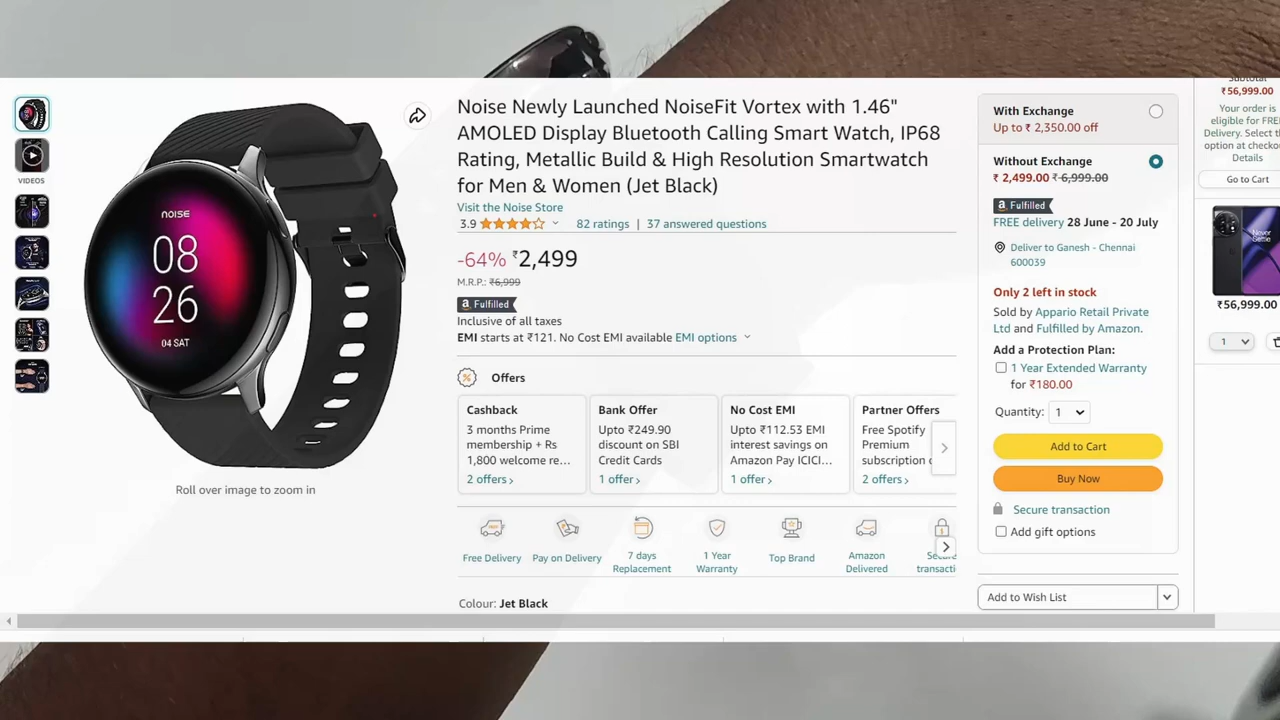 VIDEOS
NOISE
08
26
04 SAT
Roll over image to zoom in
Noise Newly Launched NoiseFit Vortex with 1.46"
AMOLED Display Bluetooth Calling Smart Watch, IP68
Rating, Metallic Build & High Resolution Smartwatch
for Men & Women (Jet Black)
Visit the Noise Store
3.9
82 ratings | 37 answered questions
-64% ₹2,499
M.R.P.: ₹6,999
a Fulfilled
Inclusive of all taxes
EMI starts at ₹121. No Cost EMI available EMI options
Offers
Cashback
3 months Prime
membership + Rs
1,800 welcome re...
2 offers ›
Bank Offer
Upto ₹249.90
discount on SBI
Credit Cards
1 offer ›
No Cost EMI
Upto ₹112.53 EMI
interest savings on
Amazon Pay ICICI...
1 offer ›
Partner Offers
Free Spotify
Premium
subscription
2 offers ›
Free Delivery
Pay on Delivery
7 days
Replacement
1 Year
Warranty
Top Brand
Amazon
Delivered
Secure
transacti
Colour: Jet Black
With Exchange
Up to ₹ 2,350.00 off
Without Exchange
₹ 2,499.00 ₹ 6,999.00
a Fulfilled
FREE delivery 28 June - 20 July
Deliver to Ganesh - Chennai
600039
Only 2 left in stock
Sold by Appario Retail Private
Ltd and Fulfilled by Amazon.
Add a Protection Plan:
1 Year Extended Warranty
for ₹180.00
Quantity: 1
Add to Cart
Buy Now
Secure transaction
Add gift options
Add to Wish List
Subtotal
₹56,999.00
Your order is
eligible for FREE
Delivery. Select th
option at checkou
Details
Go to Cart
Never
Settle
₹56,999.00
1